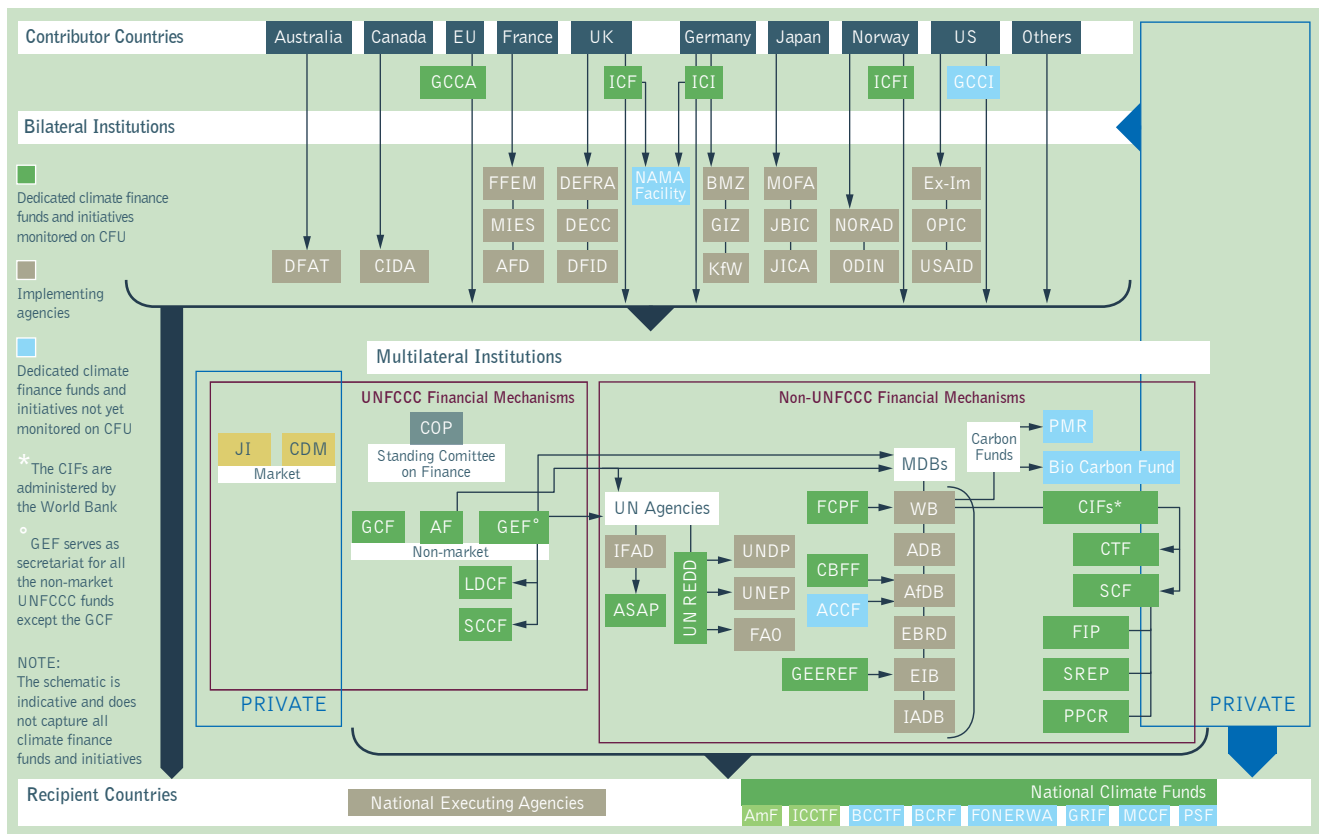 Contributor Countries
Australia
Canada
EU
France
UK
Germany
Japan
Norway
US
Others
GCCA
ICF
ICI
ICFI
GCCI
Bilateral Institutions
Dedicated climate finance
funds and initiatives
monitored on CFU
Implementing
agencies
Dedicated climate
finance funds and
initiatives not yet
monitored on CFU
*The CIFs are
administered by
the World Bank
° GEF serves as
secretariat for all
the non-market
UNFCCC funds
except the GCF
NOTE:
The schematic is
indicative and does
not capture all
climate finance
funds and initiatives
DFAT
CIDA
FFEM
MIES
AFD
DEFRA
DECC
DFID
NAMA
Facility
BMZ
GIZ
KfW
MOFA
JBIC
JICA
NORAD
ODIN
Ex-Im
OPIC
USAID
Multilateral Institutions
UNFCCC Financial Mechanisms
COP
Standing Comittee
on Finance
JI
CDM
Market
GCF
AF
GEF°
Non-market
LDCF
SCCF
PRIVATE
Non-UNFCCC Financial Mechanisms
UN Agencies
IFAD
ASAP
UN REDD
UNDP
UNEP
FAO
FCPF
CBFF
ACCF
GEEREF
MDBs
WB
ADB
AfDB
EBRD
EIB
IADB
Carbon
Funds
PMR
Bio Carbon Fund
CIFs*
CTF
SCF
FIP
SREP
PPCR
PRIVATE
Recipient Countries
National Executing Agencies
National Climate Funds
AmF
ICCTF
BCCTF
BCRF
FONERWA
GRIF
MCCF
PSF